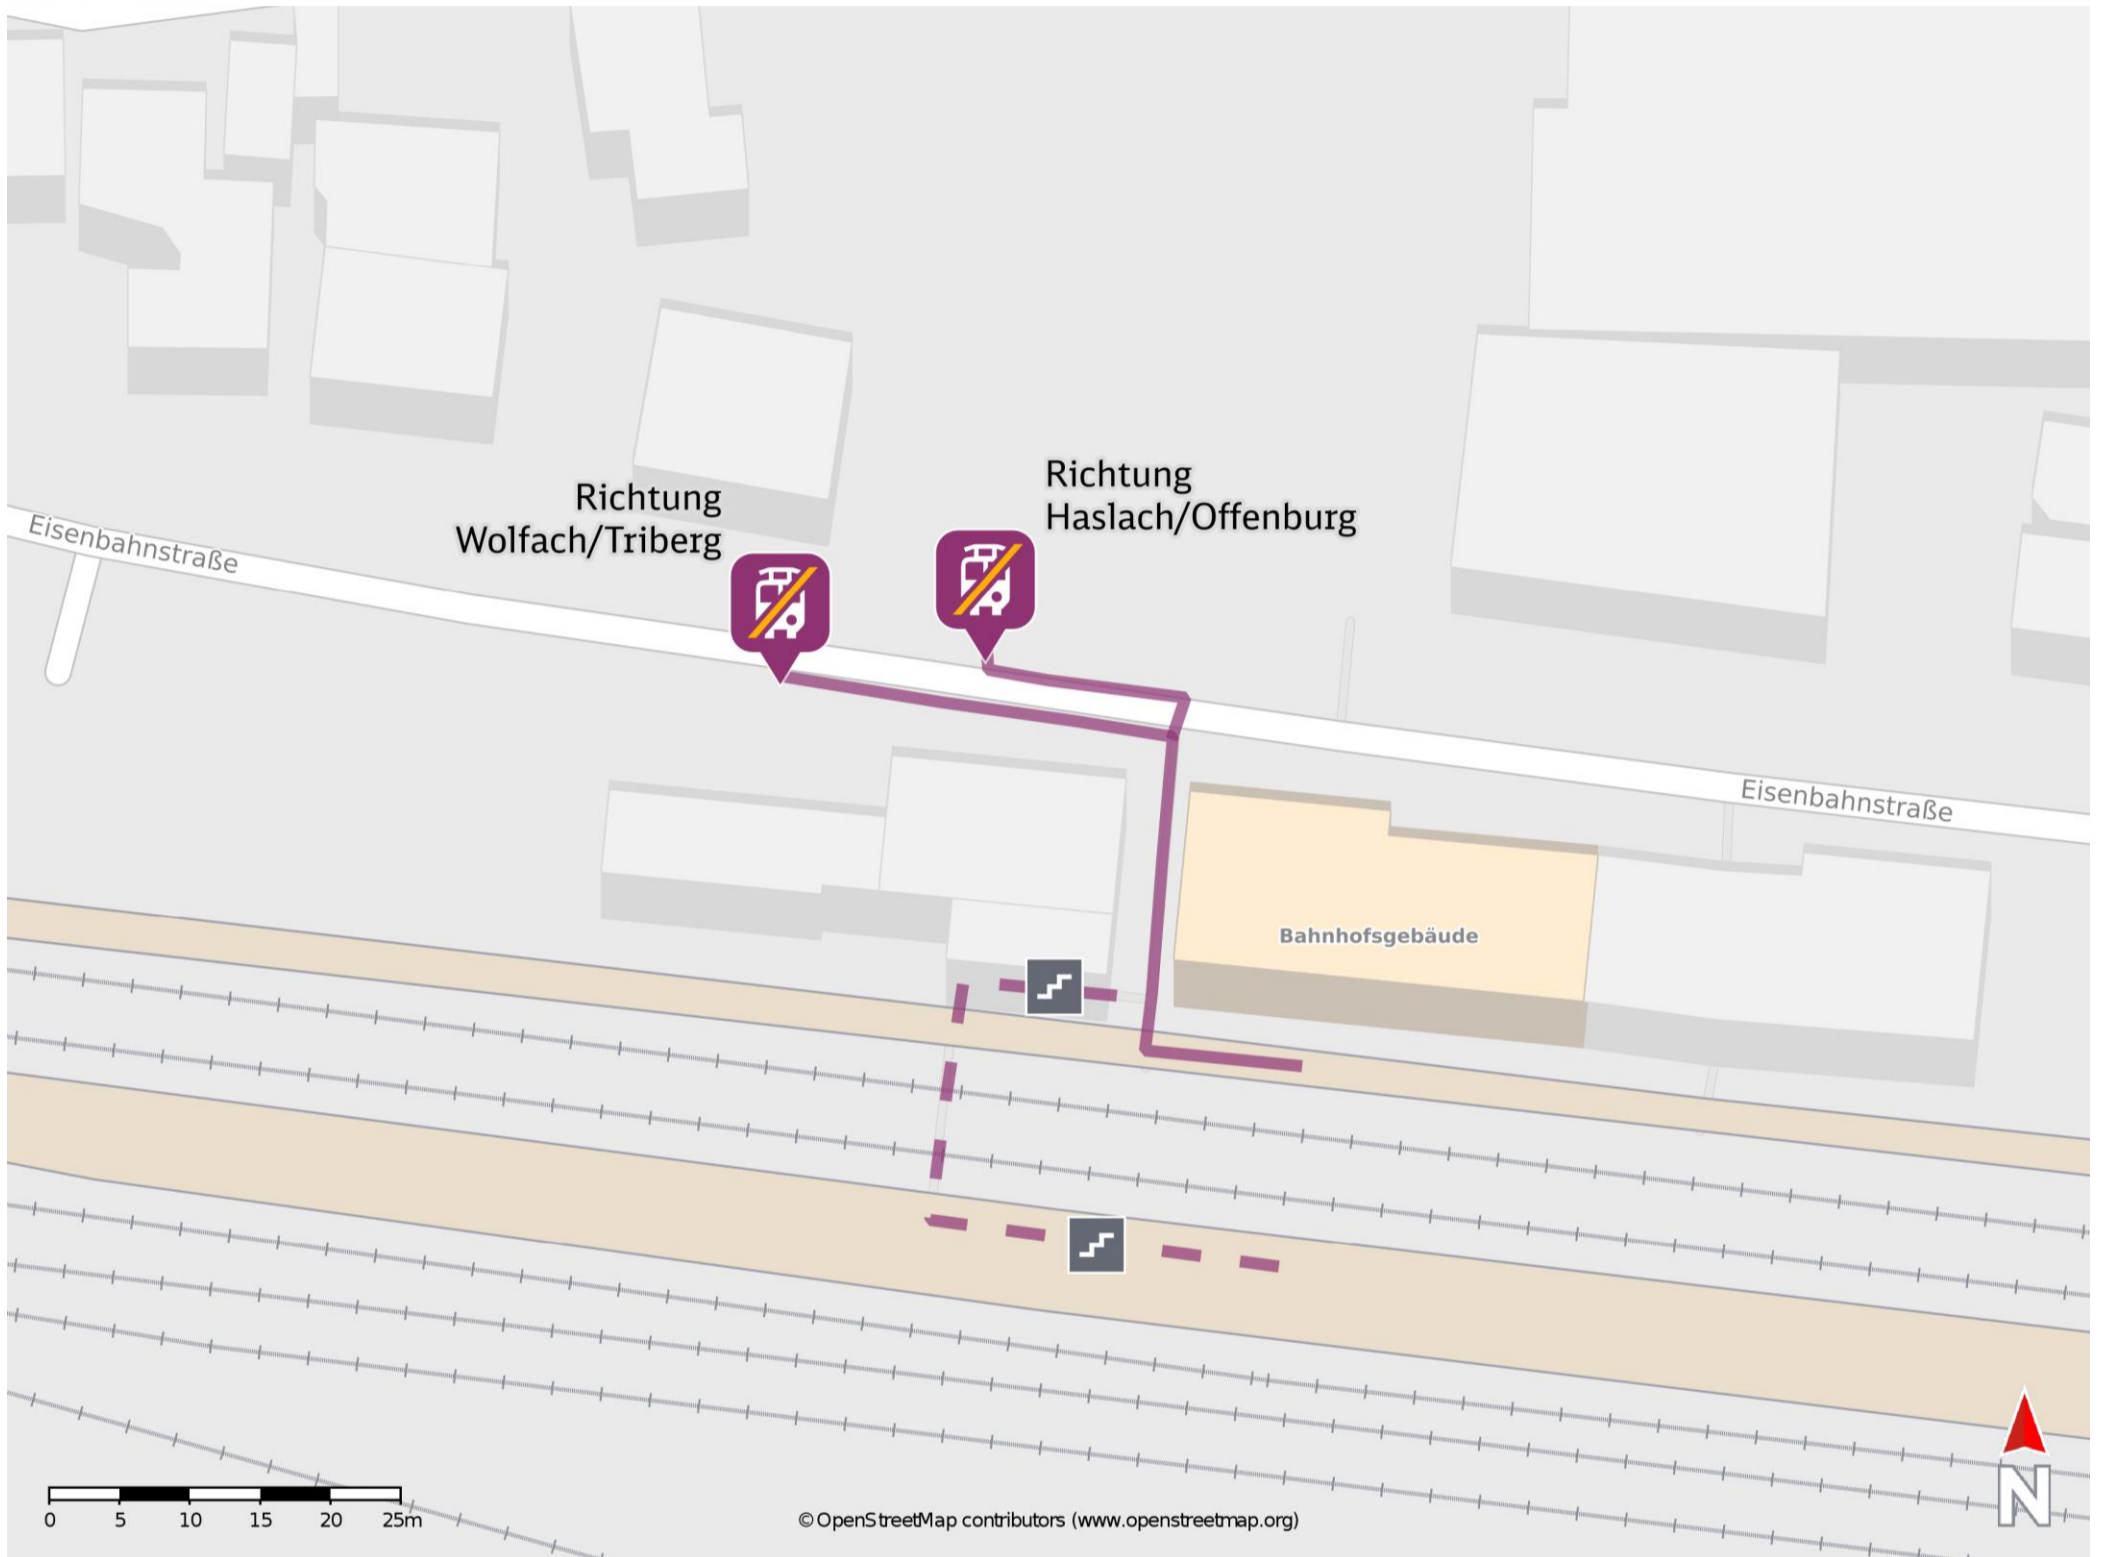 Richtung
Haslach/Offenburg
Richtung
Wolfach/Triberg
Eisenbahnstraße
Eisenbahnstraße
Bahnhofsgebäude
0 5 10 15 20 25m
© OpenStreetMap contributors (www.openstreetmap.org)
N